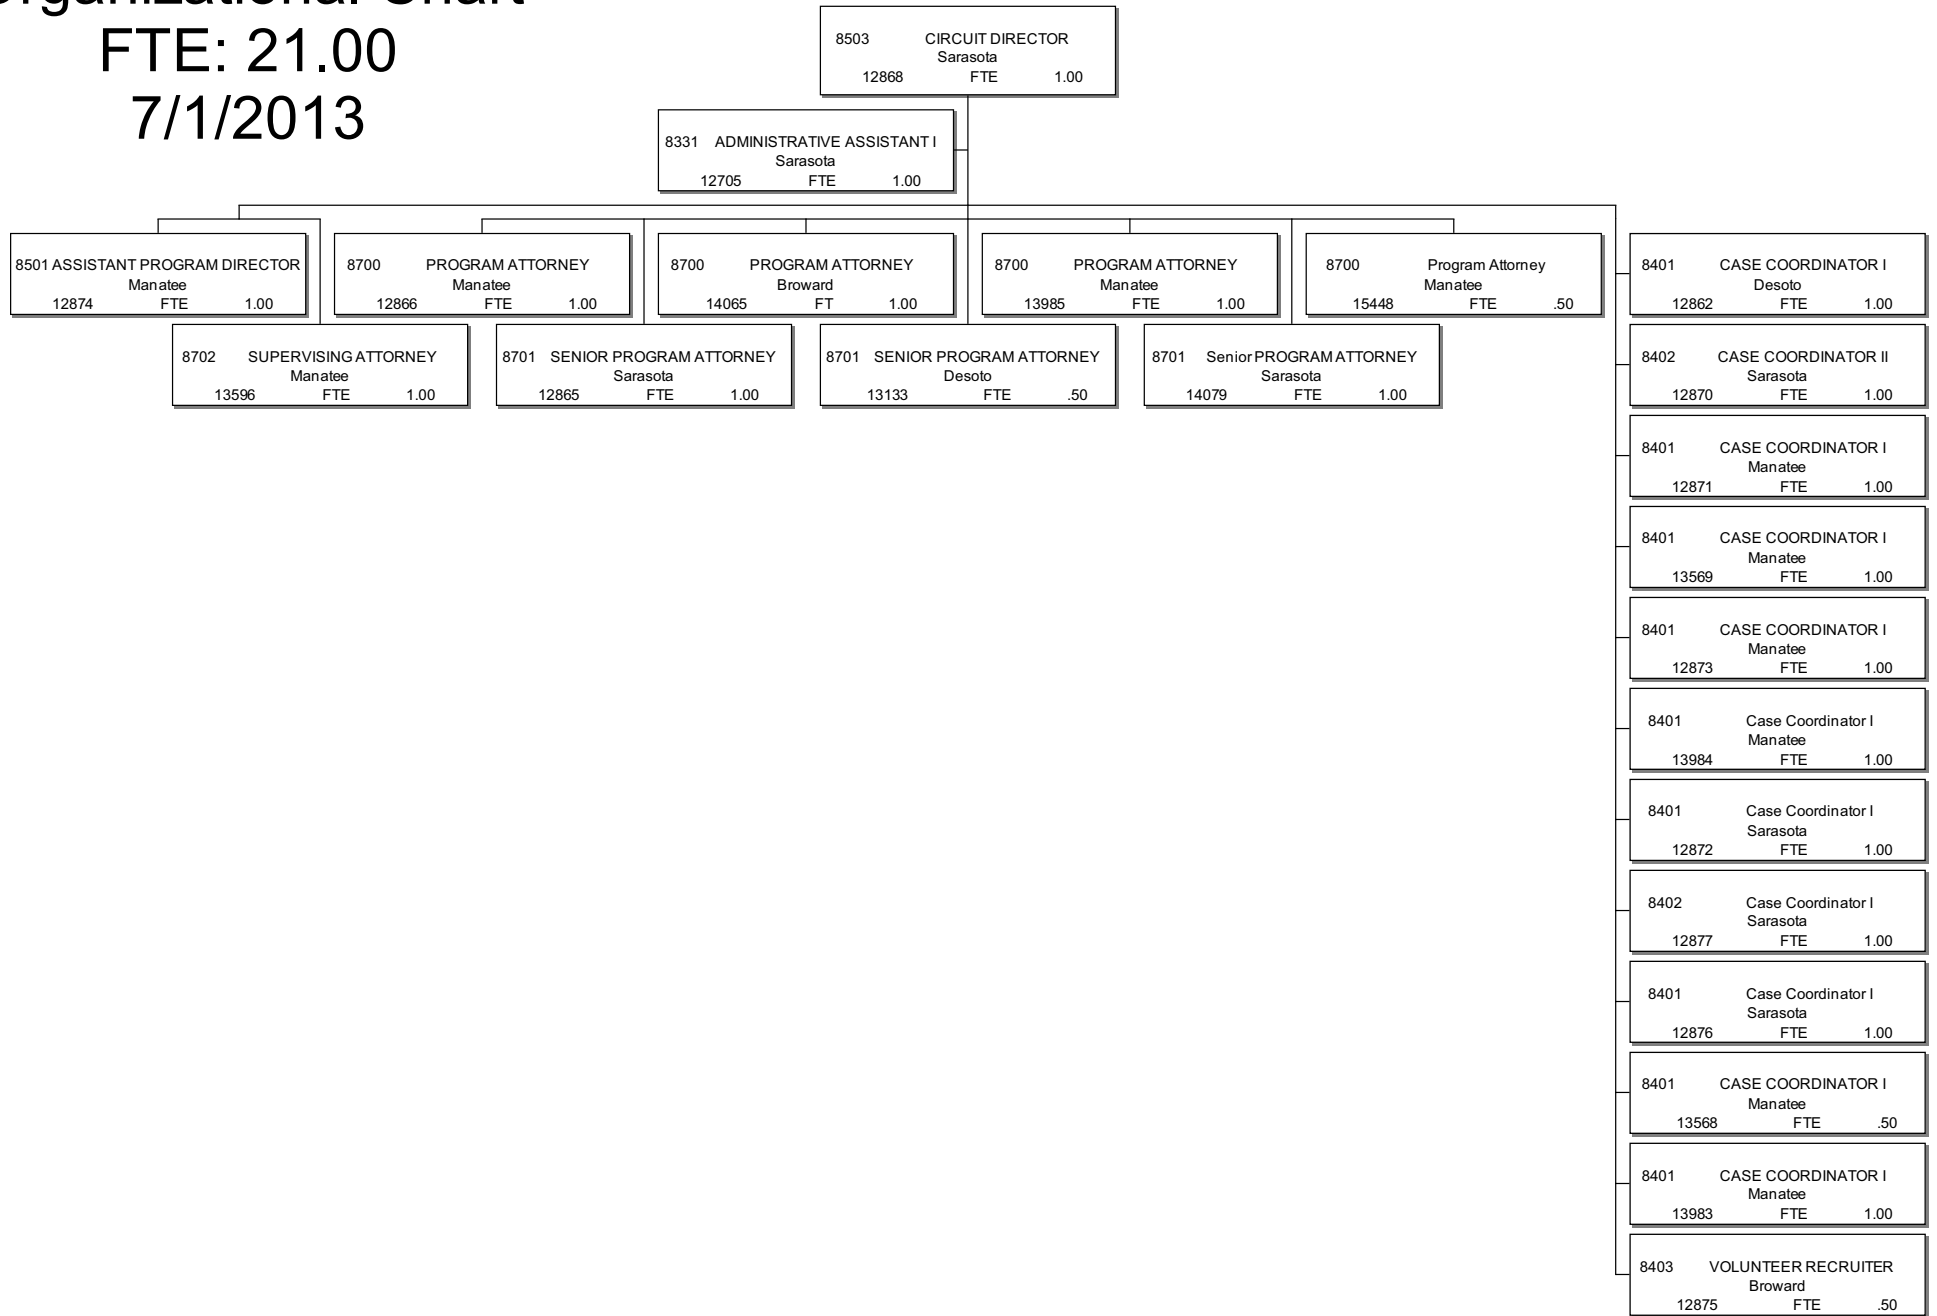 Organizational Chart
FTE: 21.00
7/1/2013
8503 CIRCUIT DIRECTOR
Sarasota
12868 FTE 1.00
8331 ADMINISTRATIVE ASSISTANT I
Sarasota
12705 FTE 1.00
8501 ASSISTANT PROGRAM DIRECTOR
Manatee
12874 FTE 1.00
8700 PROGRAM ATTORNEY
Manatee
12866 FTE 1.00
8700 PROGRAM ATTORNEY
Broward
14065 FT 1.00
8700 PROGRAM ATTORNEY
Manatee
13985 FTE 1.00
8700 Program Attorney
Manatee
15448 FTE .50
8702 SUPERVISING ATTORNEY
Manatee
13596 FTE 1.00
8701 SENIOR PROGRAM ATTORNEY
Sarasota
12865 FTE 1.00
8701 SENIOR PROGRAM ATTORNEY
Desoto
13133 FTE .50
8701 Senior PROGRAM ATTORNEY
Sarasota
14079 FTE 1.00
8401 CASE COORDINATOR I
Desoto
12862 FTE 1.00
8402 CASE COORDINATOR II
Sarasota
12870 FTE 1.00
8401 CASE COORDINATOR I
Manatee
12871 FTE 1.00
8401 CASE COORDINATOR I
Manatee
13569 FTE 1.00
8401 CASE COORDINATOR I
Manatee
12873 FTE 1.00
8401 Case Coordinator I
Manatee
13984 FTE 1.00
8401 Case Coordinator I
Sarasota
12872 FTE 1.00
8402 Case Coordinator I
Sarasota
12877 FTE 1.00
8401 Case Coordinator I
Sarasota
12876 FTE 1.00
8401 CASE COORDINATOR I
Manatee
13568 FTE .50
8401 CASE COORDINATOR I
Manatee
13983 FTE 1.00
8403 VOLUNTEER RECRUITER
Broward
12875 FTE .50